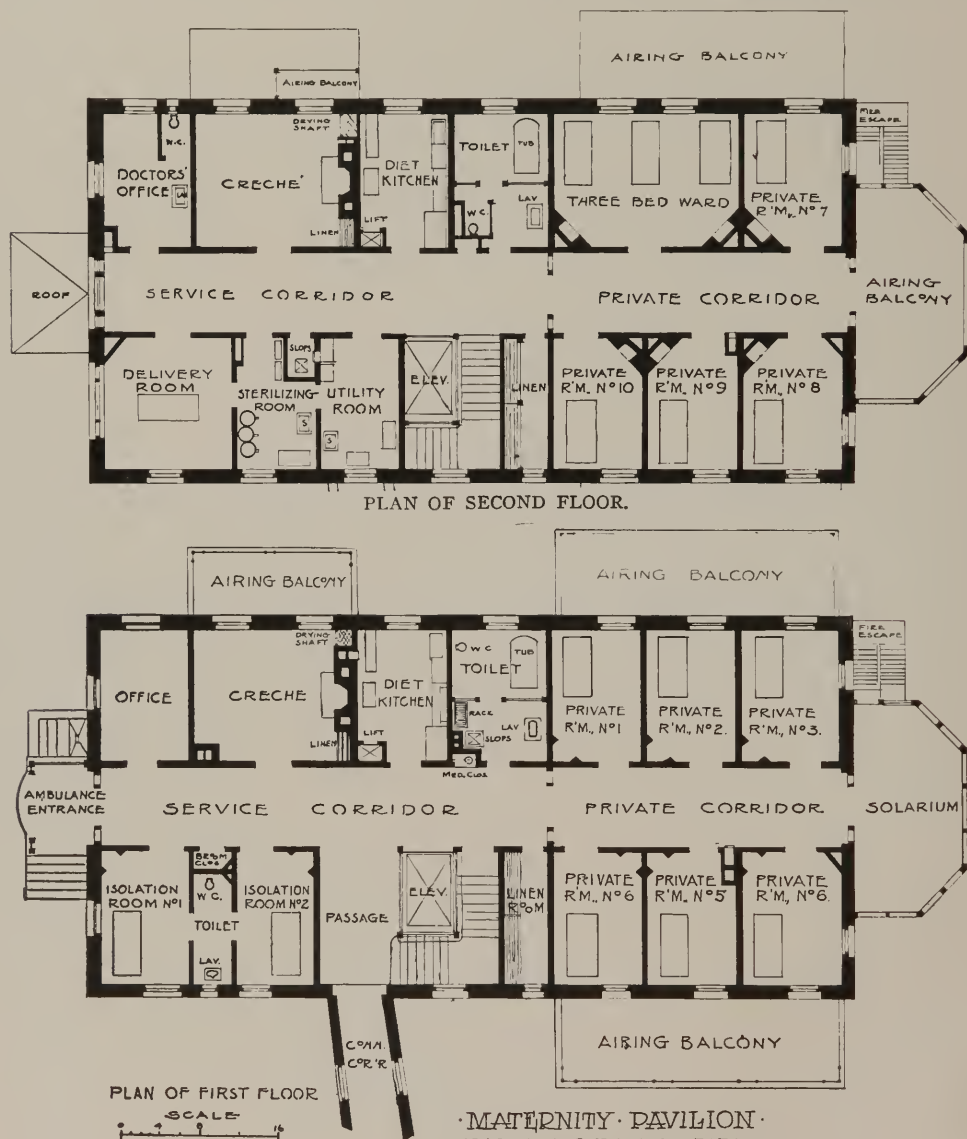 AIRING BALCONY
AIRING BALCONY
DRYING
SHAFT
FIRE
ESCAPE
W.C.
DOCTORS'
OFFICE
CRECHE'
DIET
KITCHEN
TOILET
TUB
LAV
W.C.
THREE BED WARD
PRIVATE
R'M., Nº 7
LIFT
LINEN
ROOF
SERVICE CORRIDOR
PRIVATE CORRIDOR
AIRING
BALCONY
DELIVERY
ROOM
SLOPS
STERILIZING
ROOM
S
UTILITY
ROOM
S
ELEV.
LINEN
PRIVATE
R'M. Nº 10
PRIVATE
R'M. Nº 9
PRIVATE
R'M., Nº 8
PLAN OF SECOND FLOOR.
AIRING BALCONY
AIRING BALCONY
DRYING
SHAFT
FIRE
ESCAPE
OFFICE
CRECHE
DIET
KITCHEN
W C
TOILET
TUB
RACK
LAV
SLOPS
MED. CLOS
PRIVATE
R'M., Nº 1
PRIVATE
R'M., Nº 2.
PRIVATE
R'M., Nº 3.
LIFT
LINEN
AMBULANCE
ENTRANCE
SERVICE CORRIDOR
PRIVATE CORRIDOR
SOLARIUM
ISOLATION
ROOM Nº 1
BROOM
CLOS
W C.
TOILET
LAV.
ISOLATION
ROOM Nº 2
PASSAGE
ELEV.
LINEN
R'OOM
PRIVATE
R'M., Nº 6
PRIVATE
R'M., Nº 5
PRIVATE
R'M., Nº 6.
CONN.
COR'R
AIRING BALCONY
PLAN OF FIRST FLOOR
SCALE
0 4 8 16
·MATERNITY·PAVILION·